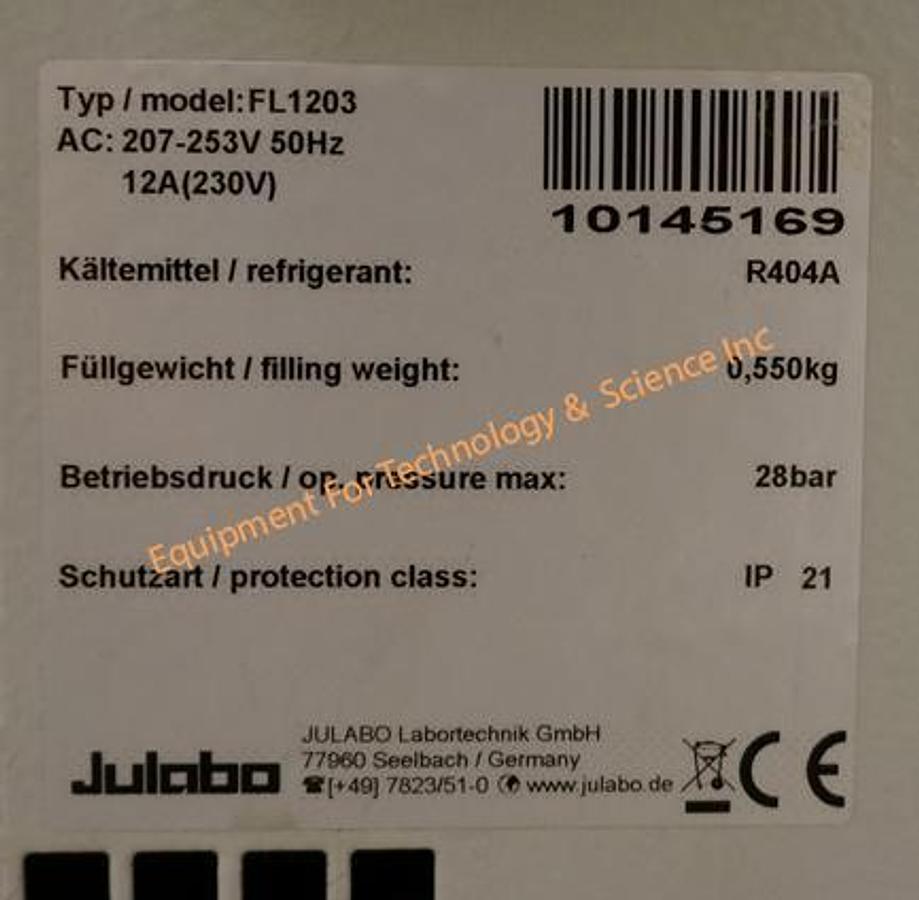 Typ / model:FL1203
AC: 207-253V 50Hz
12A(230V)
10145169
Kältemittel / refrigerant: R404A
Füllgewicht / filling weight: 0,550kg
Betriebsdruck / op. pressure max: 28bar
Schutzart / protection class: IP 21
Equipment For Technology & Science Inc
Julabo
JULABO Labortechnik GmbH
77960 Seelbach / Germany
☎[+49] 7823/51-0 www.julabo.de
CE